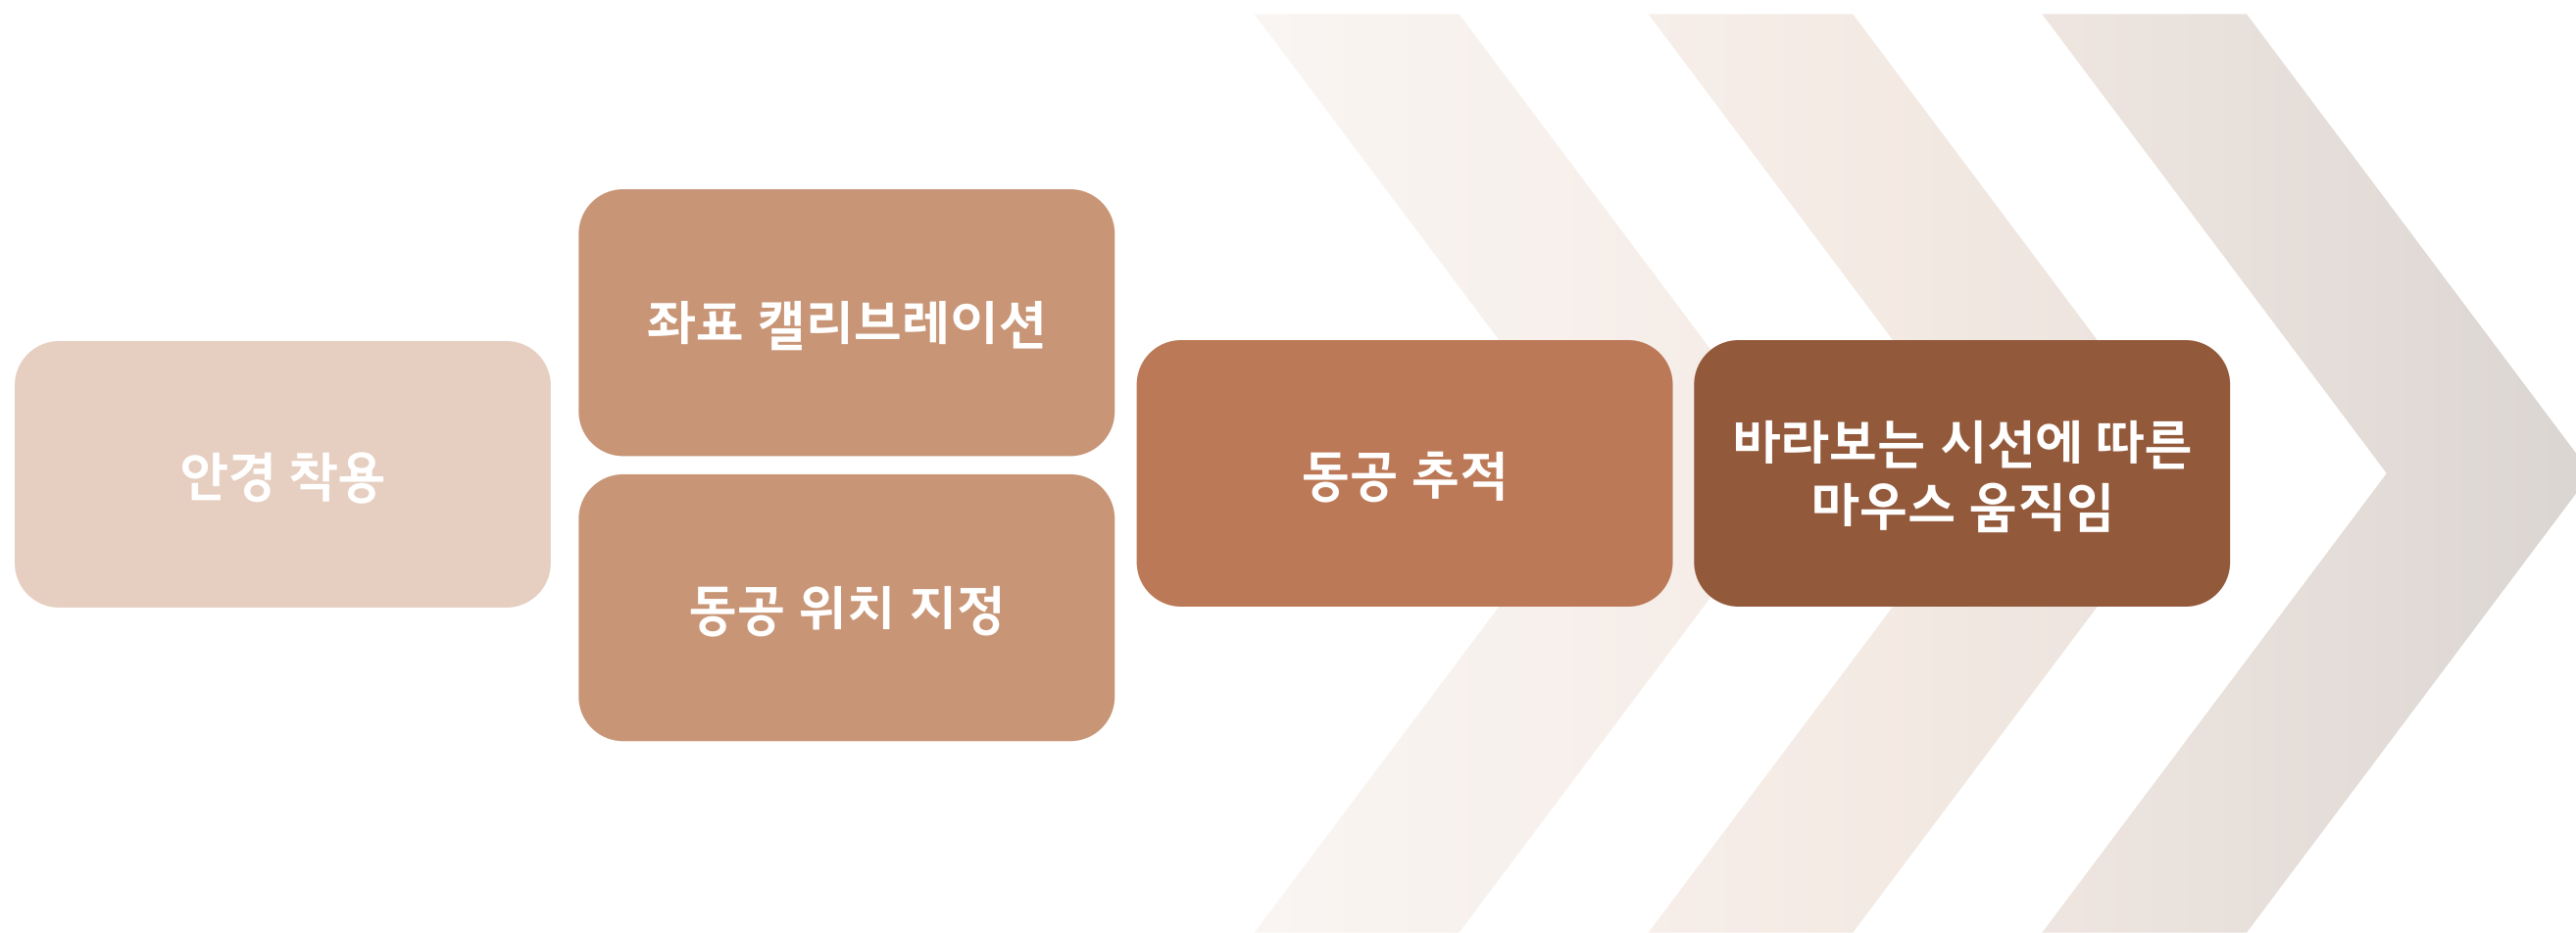 안경 착용
좌표 캘리브레이션
동공 위치 지정
동공 추적
바라보는 시선에 따른
마우스 움직임